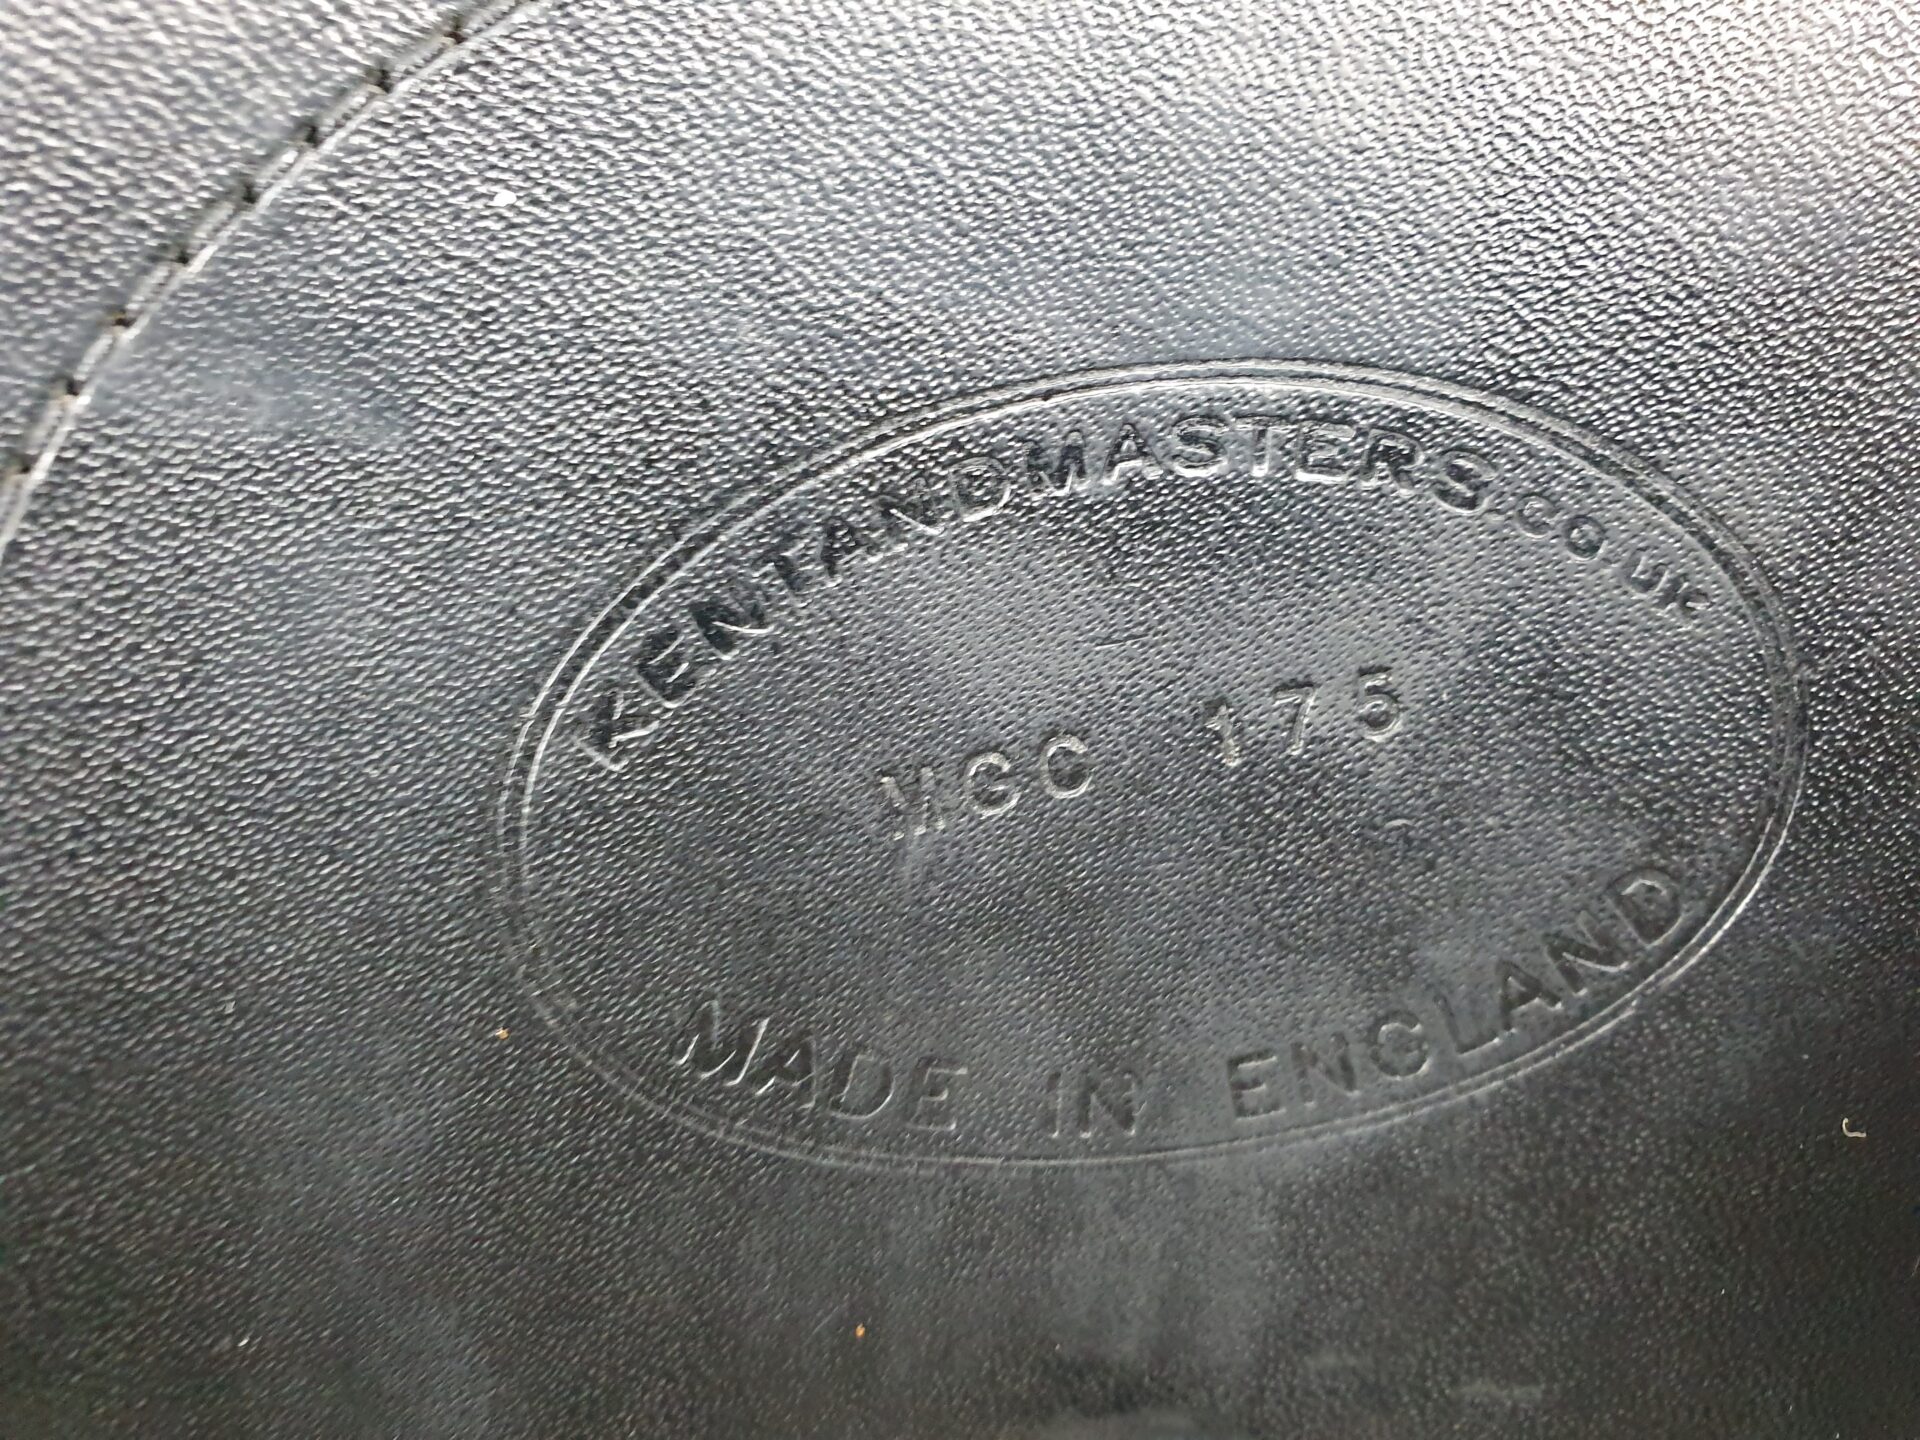 KENTANDMASTERS.CO.UK
MGC 175
MADE IN ENGLAND